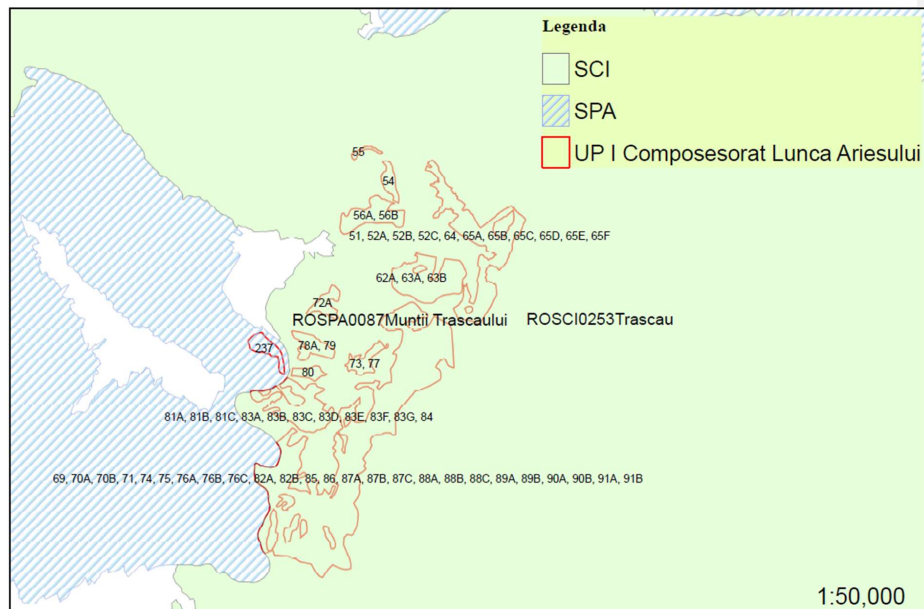 Legenda
SCI
SPA
UP I Composesorat Lunca Ariesului
55
54
56A, 56B
51, 52A, 52B, 52C, 64, 65A, 65B, 65C, 65D, 65E, 65F
62A, 63A, 63B
72A
ROSPA0087Muntii Trascaului ROSCI0253Trascau
237
78A, 79
73, 77
80
81A, 81B, 81C, 83A, 83B, 83C, 83D, 83E, 83F, 83G, 84
69, 70A, 70B, 71, 74, 75, 76A, 76B, 76C, 82A, 82B, 85, 86, 87A, 87B, 87C, 88A, 88B, 88C, 89A, 89B, 90A, 90B, 91A, 91B
1:50,000